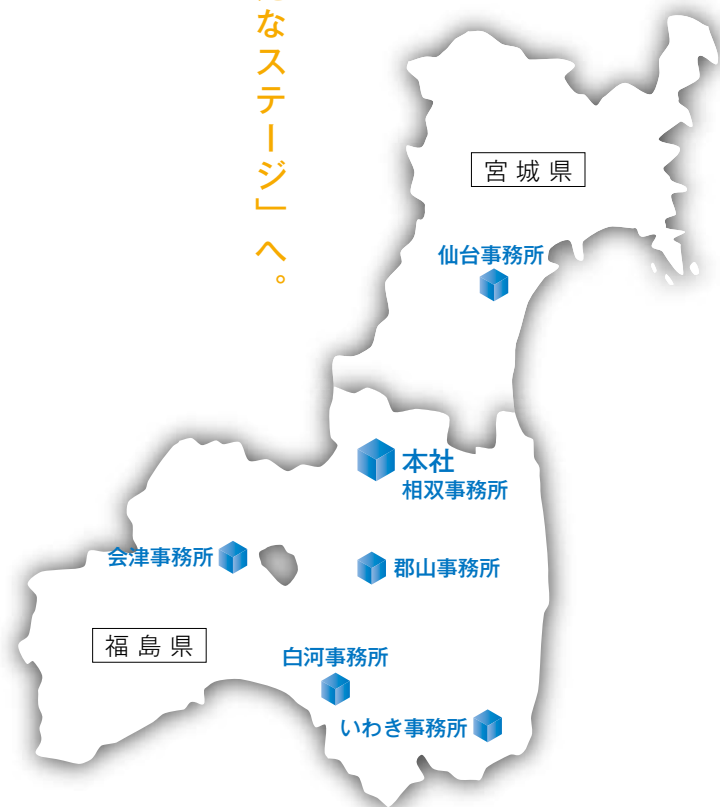 なステージ」へ。
宮城県
仙台事務所
本社
相双事務所
会津事務所
郡山事務所
福島県
白河事務所
いわき事務所